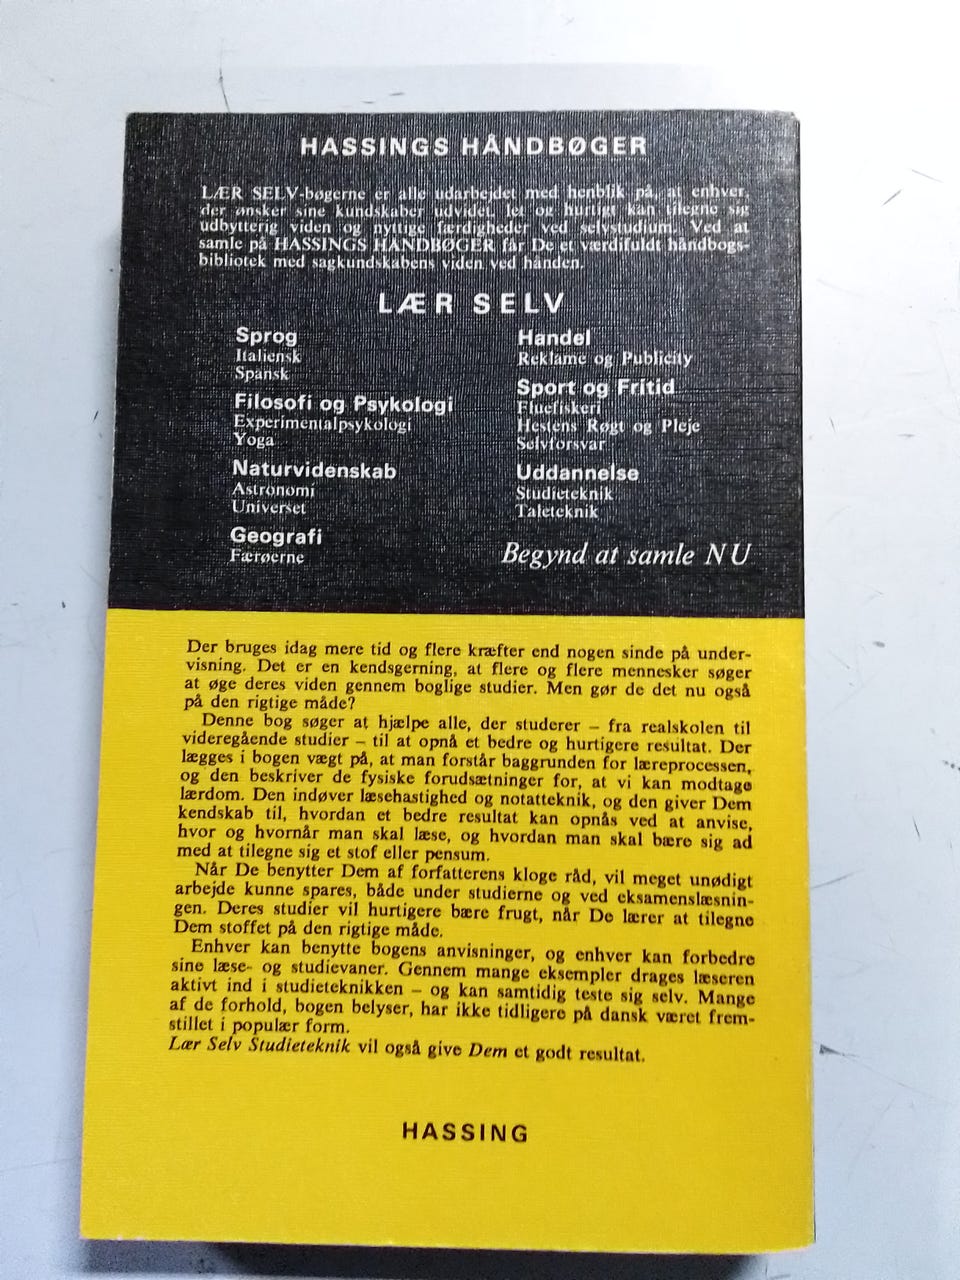 HASSINGS HÅNDBØGER
LÆR SELV-bøgerne er alle udarbejdet med henblik på, at enhver,
der ønsker sine kundskaber udvidet, let og hurtigt kan tilegne sig
udbytterig viden og nyttige færdigheder ved selvstudium. Ved at
samle på HASSINGS HÅNDBØGER får De et værdifuldt håndbogs-
bibliotek med sagkundskabens viden ved hånden.
LÆR SELV
Sprog
Italiensk
Spansk
Filosofi og Psykologi
Experimentalpsykologi
Yoga
Naturvidenskab
Astronomi
Universet
Geografi
Færøerne
Handel
Reklame og Publicity
Sport og Fritid
Fluefiskeri
Hestens Røgt og Pleje
Selvforsvar
Uddannelse
Studieteknik
Taleteknik
Begynd at samle NU
Der bruges idag mere tid og flere kræfter end nogen sinde på under-
visning. Det er en kendsgerning, at flere og flere mennesker søger
at øge deres viden gennem boglige studier. Men gør de det nu også
på den rigtige måde?
Denne bog søger at hjælpe alle, der studerer – fra realskolen til
videregående studier – til at opnå et bedre og hurtigere resultat. Der
lægges i bogen vægt på, at man forstår baggrunden for læreprocessen,
og den beskriver de fysiske forudsætninger for, at vi kan modtage
lærdom. Den indøver læsehastighed og notatteknik, og den giver Dem
kendskab til, hvordan et bedre resultat kan opnås ved at anvise,
hvor og hvornår man skal læse, og hvordan man skal bære sig ad
med at tilegne sig et stof eller pensum.
Når De benytter Dem af forfatterens kloge råd, vil meget unødigt
arbejde kunne spares, både under studierne og ved eksamenslæsnin-
gen. Deres studier vil hurtigere bære frugt, når De lærer at tilegne
Dem stoffet på den rigtige måde.
Enhver kan benytte bogens anvisninger, og enhver kan forbedre
sine læse- og studievaner. Gennem mange eksempler drages læseren
aktivt ind i studieteknikken – og kan samtidig teste sig selv. Mange
af de forhold, bogen belyser, har ikke tidligere på dansk været frem-
stillet i populær form.
Lær Selv Studieteknik vil også give Dem et godt resultat.
HASSING